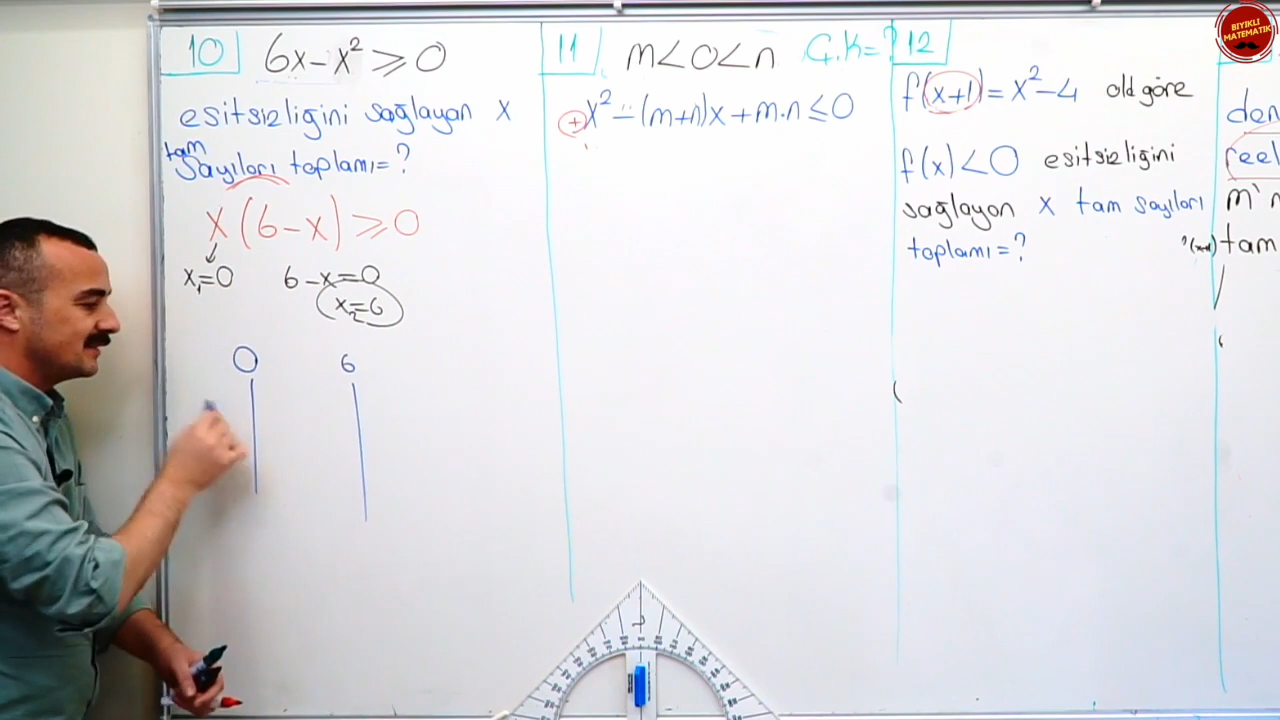 10
6x-x²≥0
esitsizliğini sağlayan x
tam
sayıları toplamı=?
x(6-x)≥0
x₁=0 6-x=0
x₂=6
0 6
11 m<0<n Ç.K=?
+x²-(m+n)x+m.n≤0
12
f(x+1)=x²-4 old göre
f(x)<0 esitsizliğini
sağlayan x tam sayıları
toplamı=?
den
reel
m'n
tam
BIYIKLI
MATEMATİK